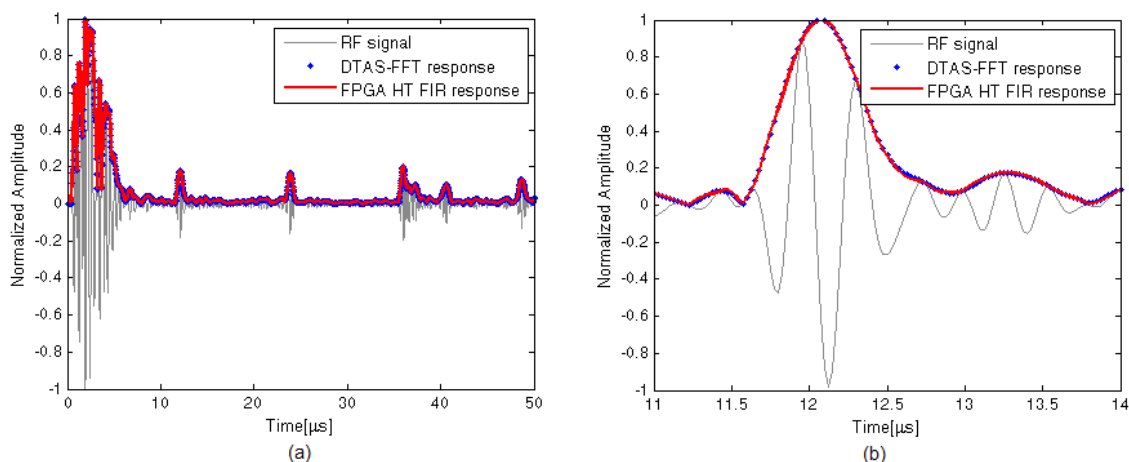 1
0.8
0.6
0.4
0.2
0
-0.2
-0.4
-0.6
-0.8
-1
Normalized Amplitude
RF signal
DTAS-FFT response
FPGA HT FIR response
0 10 20 30 40 50
Time[μs]
(a)
1
0.8
0.6
0.4
0.2
0
-0.2
-0.4
-0.6
-0.8
-1
Normalized Amplitude
RF signal
DTAS-FFT response
FPGA HT FIR response
11 11.5 12 12.5 13 13.5 14
Time[μs]
(b)